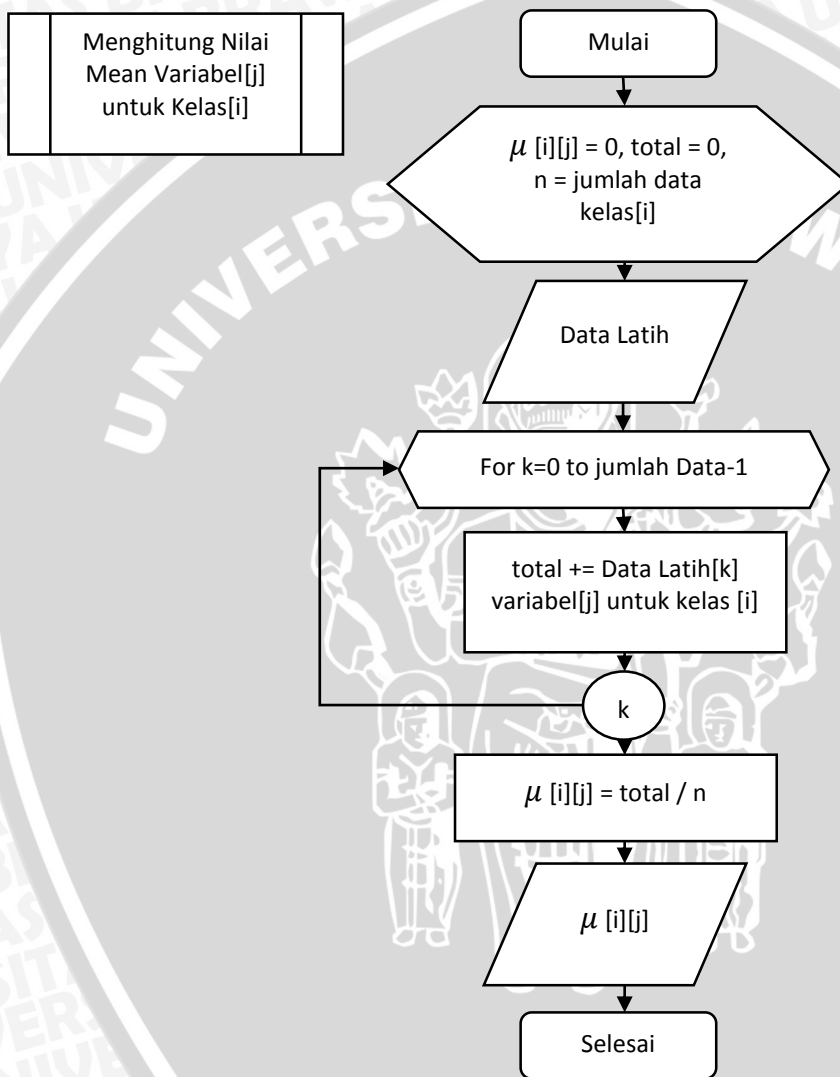 Menghitung Nilai
Mean Variabel[j]
untuk Kelas[i]
Mulai
μ [i][j] = 0, total = 0,
n = jumlah data
kelas[i]
Data Latih
For k=0 to jumlah Data-1
total += Data Latih[k]
variabel[j] untuk kelas [i]
k
μ [i][j] = total / n
μ [i][j]
Selesai